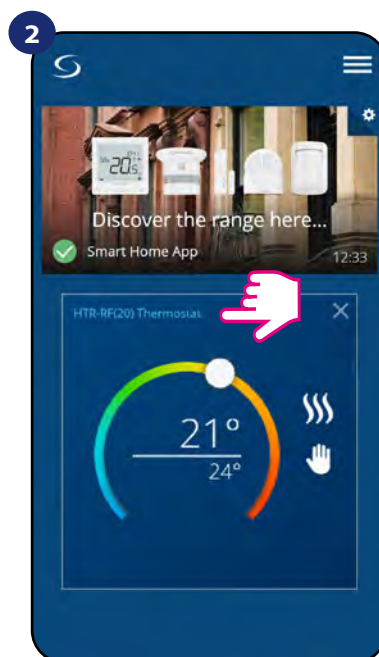 2
20.5
Discover the range here...
Smart Home App
12:33
HTR-RF(20) Thermostat
21°
24°